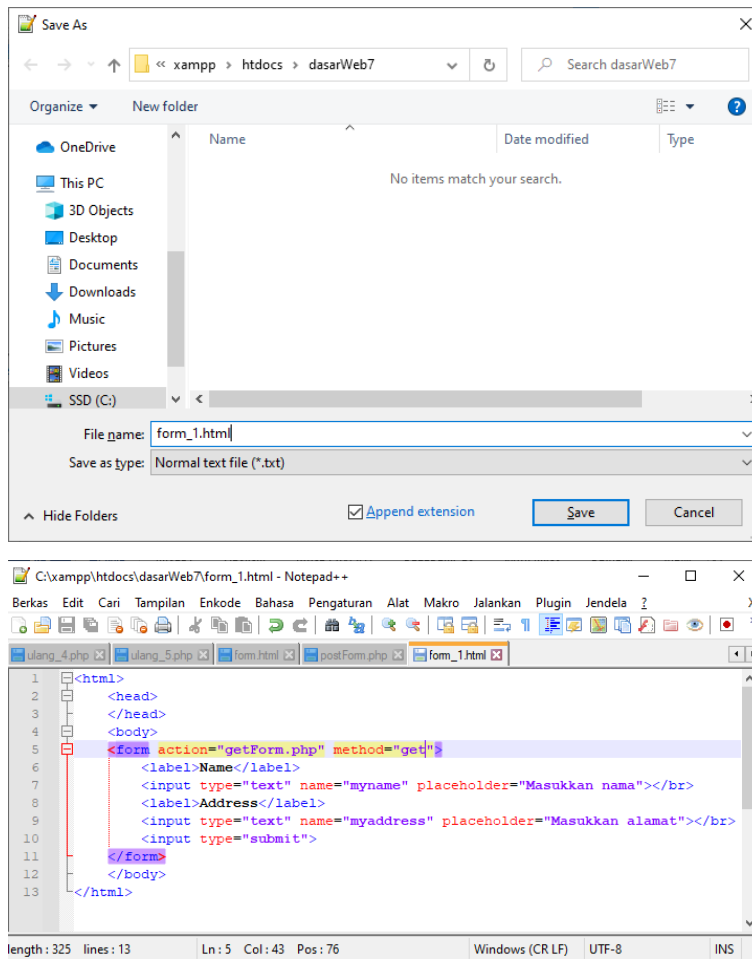 Save As
« xampp › htdocs › dasarWeb7
Search dasarWeb7
Organize
New folder
Name
Date modified
Type
OneDrive
No items match your search.
This PC
3D Objects
Desktop
Documents
Downloads
Music
Pictures
Videos
SSD (C:)
File name: form_1.html
Save as type: Normal text file (*.txt)
Hide Folders
Append extension
Save
Cancel
C:\xampp\htdocs\dasarWeb7\form_1.html - Notepad++
Berkas Edit Cari Tampilan Enkode Bahasa Pengaturan Alat Makro Jalankan Plugin Jendela ?
ulang_4.php ulang_5.php form.html postForm.php form_1.html
1 <html>
2 <head>
3 </head>
4 <body>
5 <form action="getForm.php" method="get">
6 <label>Name</label>
7 <input type="text" name="myname" placeholder="Masukkan nama"></br>
8 <label>Address</label>
9 <input type="text" name="myaddress" placeholder="Masukkan alamat"></br>
10 <input type="submit">
11 </form>
12 </body>
13 </html>
length : 325 lines : 13 Ln : 5 Col : 43 Pos : 76 Windows (CR LF) UTF-8 INS